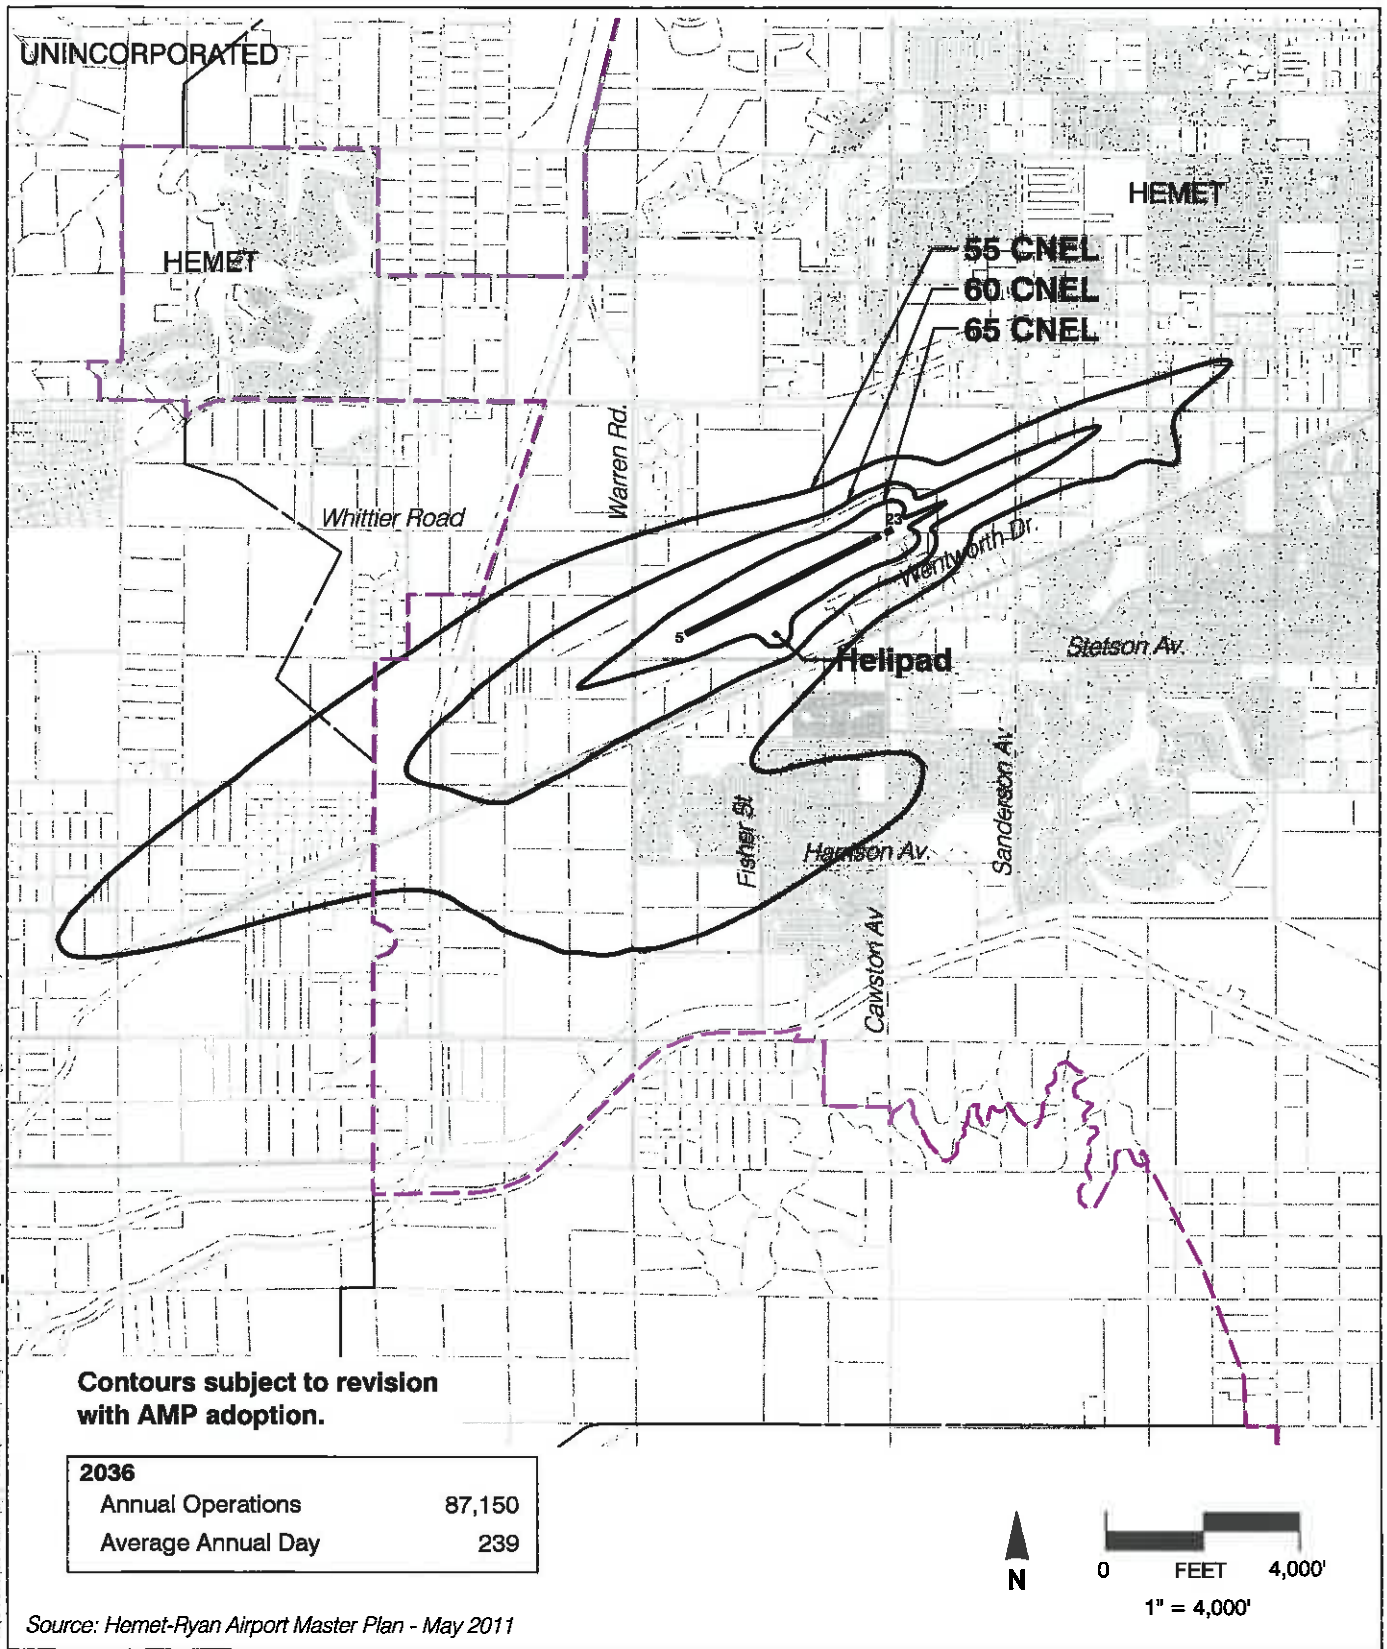 UNINCORPORATED
HEMET
HEMET
55 CNEL
60 CNEL
65 CNEL
Warren Rd.
Whittier Road
23
Wentworth Dr.
5
Helipad
Stetson Av.
Sanderson Av.
Fisher St
Harrison Av.
Cawston Av
Contours subject to revision
with AMP adoption.
2036
Annual Operations 87,150
Average Annual Day 239
N
0 FEET 4,000'
1" = 4,000'
Source: Hemet-Ryan Airport Master Plan - May 2011